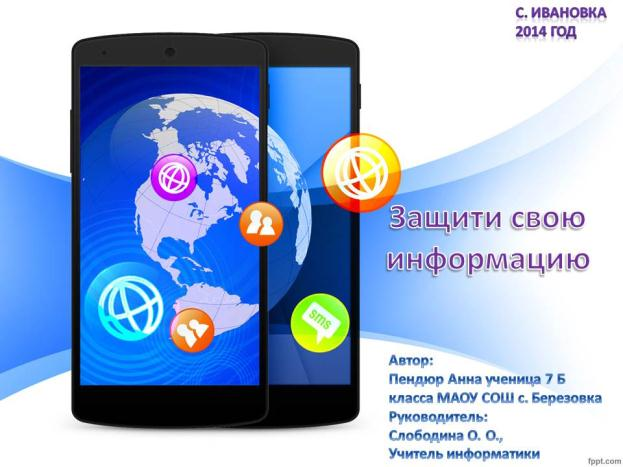 С. ИВАНОВКА
2014 ГОД
Защити свою
информацию
sms
Автор:
Пендюр Анна ученица 7 Б
класса МАОУ СОШ с. Березовка
Руководитель:
Слободина О. О.,
Учитель информатики
fppt.com